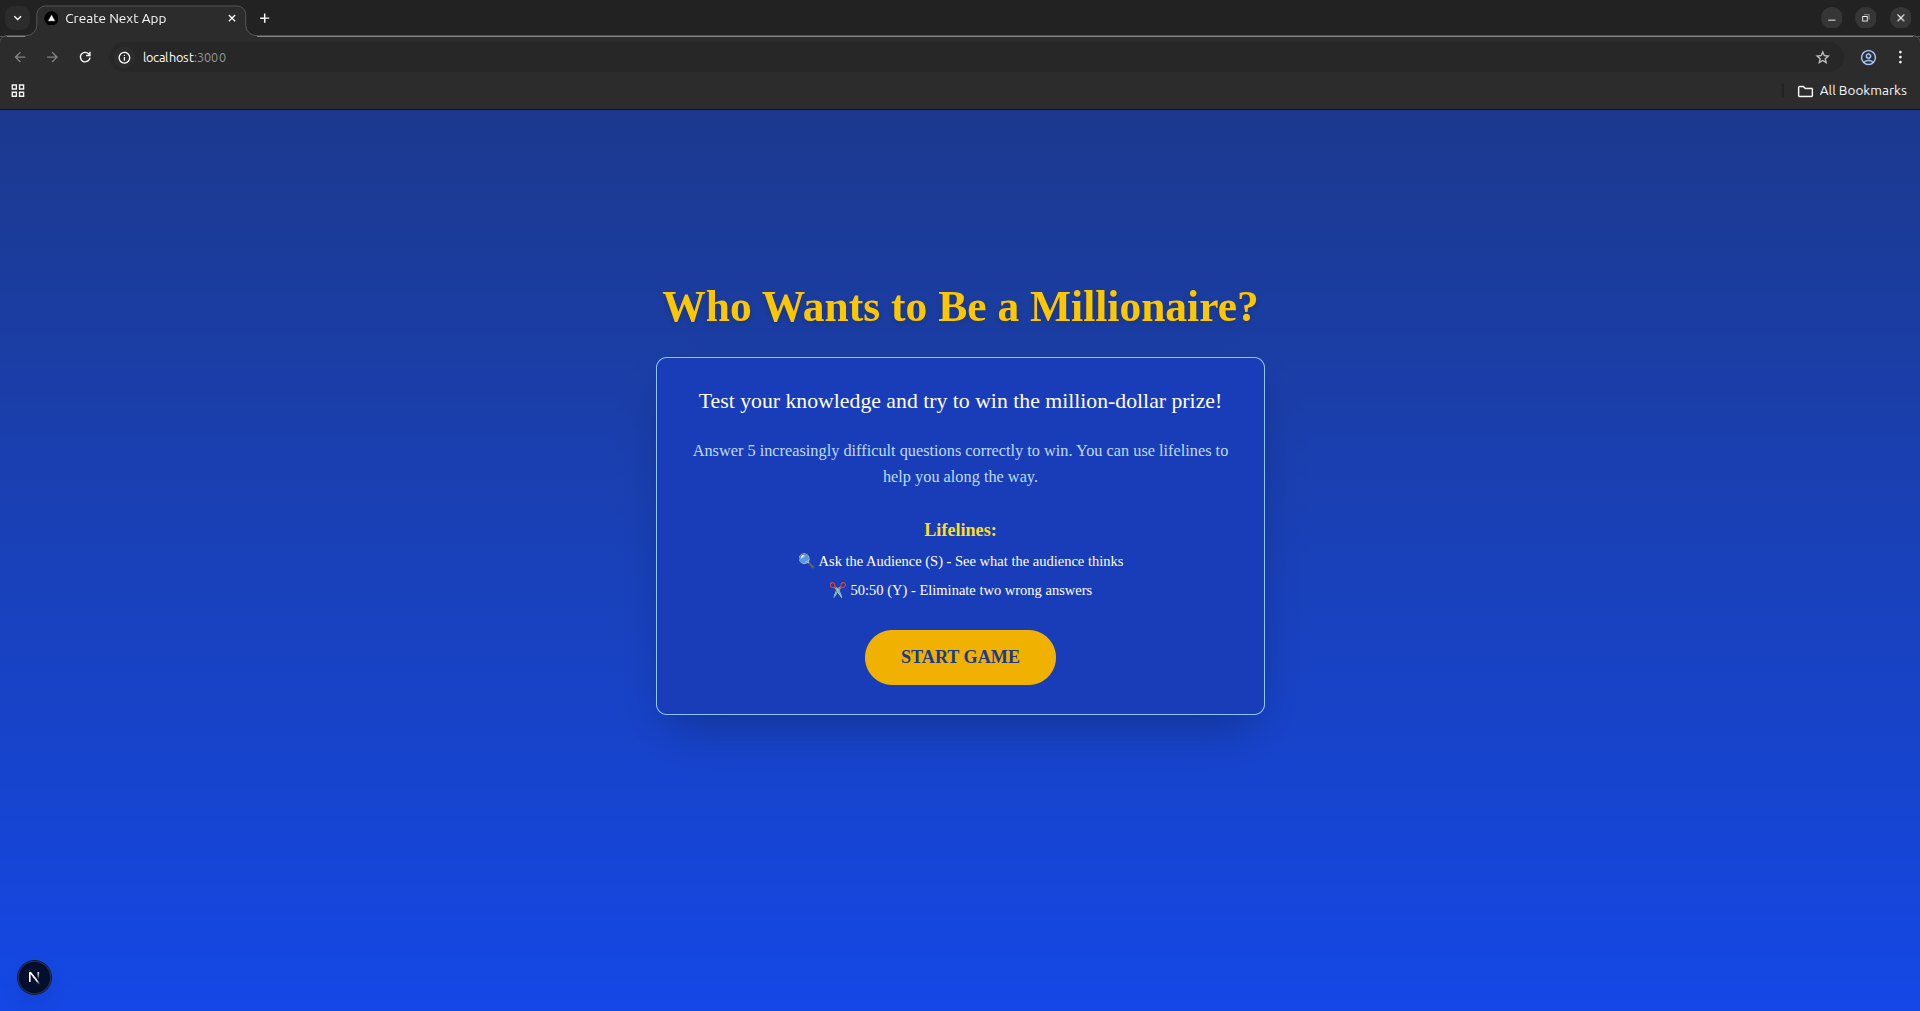 Create Next App
localhost:3000
All Bookmarks
Who Wants to Be a Millionaire?
Test your knowledge and try to win the million-dollar prize!
Answer 5 increasingly difficult questions correctly to win. You can use lifelines to
help you along the way.
Lifelines:
🔍 Ask the Audience (S) - See what the audience thinks
✂️ 50:50 (Y) - Eliminate two wrong answers
START GAME
N